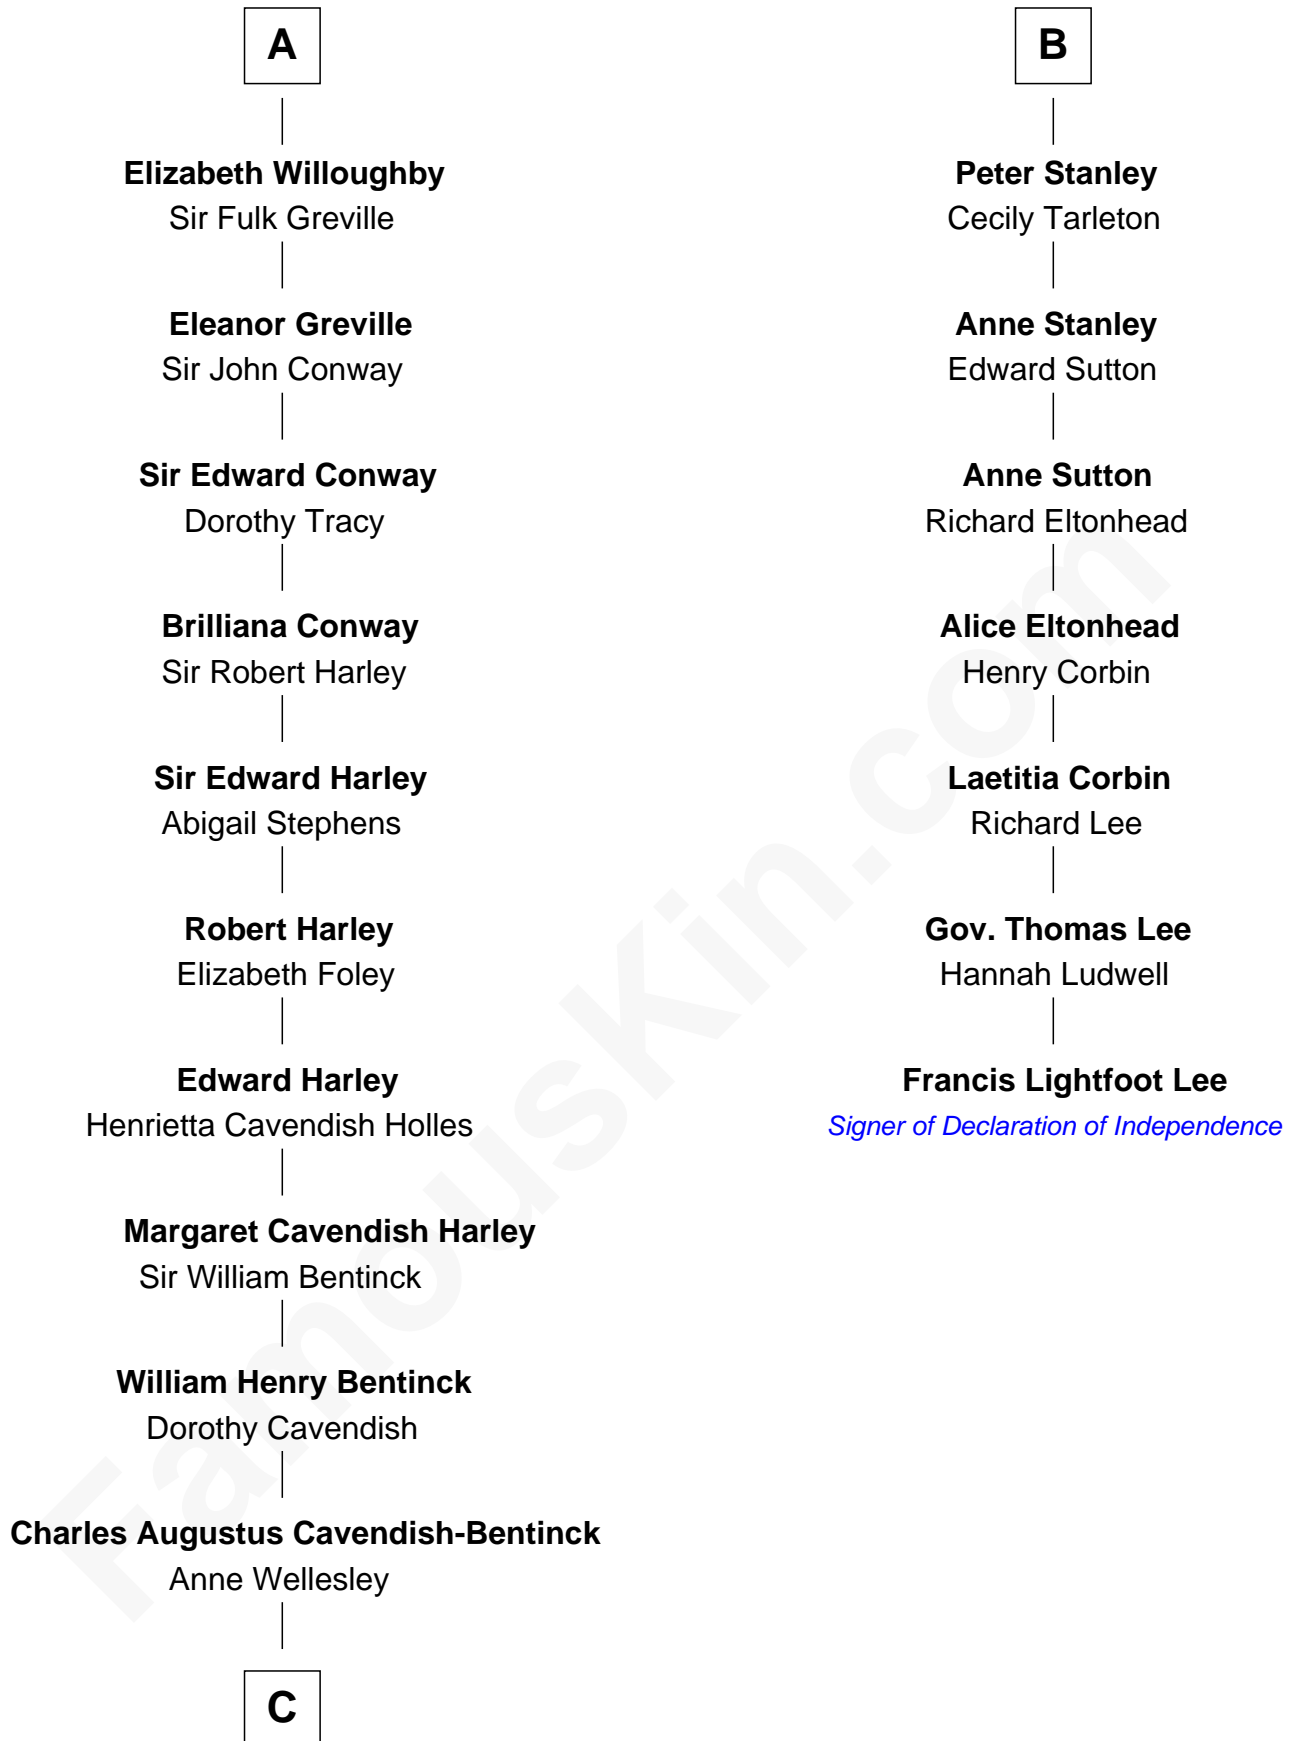 A
Elizabeth Willoughby
Sir Fulk Greville
Eleanor Greville
Sir John Conway
Sir Edward Conway
Dorothy Tracy
Brilliana Conway
Sir Robert Harley
Sir Edward Harley
Abigail Stephens
Robert Harley
Elizabeth Foley
Edward Harley
Henrietta Cavendish Holles
Margaret Cavendish Harley
Sir William Bentinck
William Henry Bentinck
Dorothy Cavendish
Charles Augustus Cavendish-Bentinck
Anne Wellesley
C
B
Peter Stanley
Cecily Tarleton
Anne Stanley
Edward Sutton
Anne Sutton
Richard Eltonhead
Alice Eltonhead
Henry Corbin
Laetitia Corbin
Richard Lee
Gov. Thomas Lee
Hannah Ludwell
Francis Lightfoot Lee
Signer of Declaration of Independence
FamousKin.com